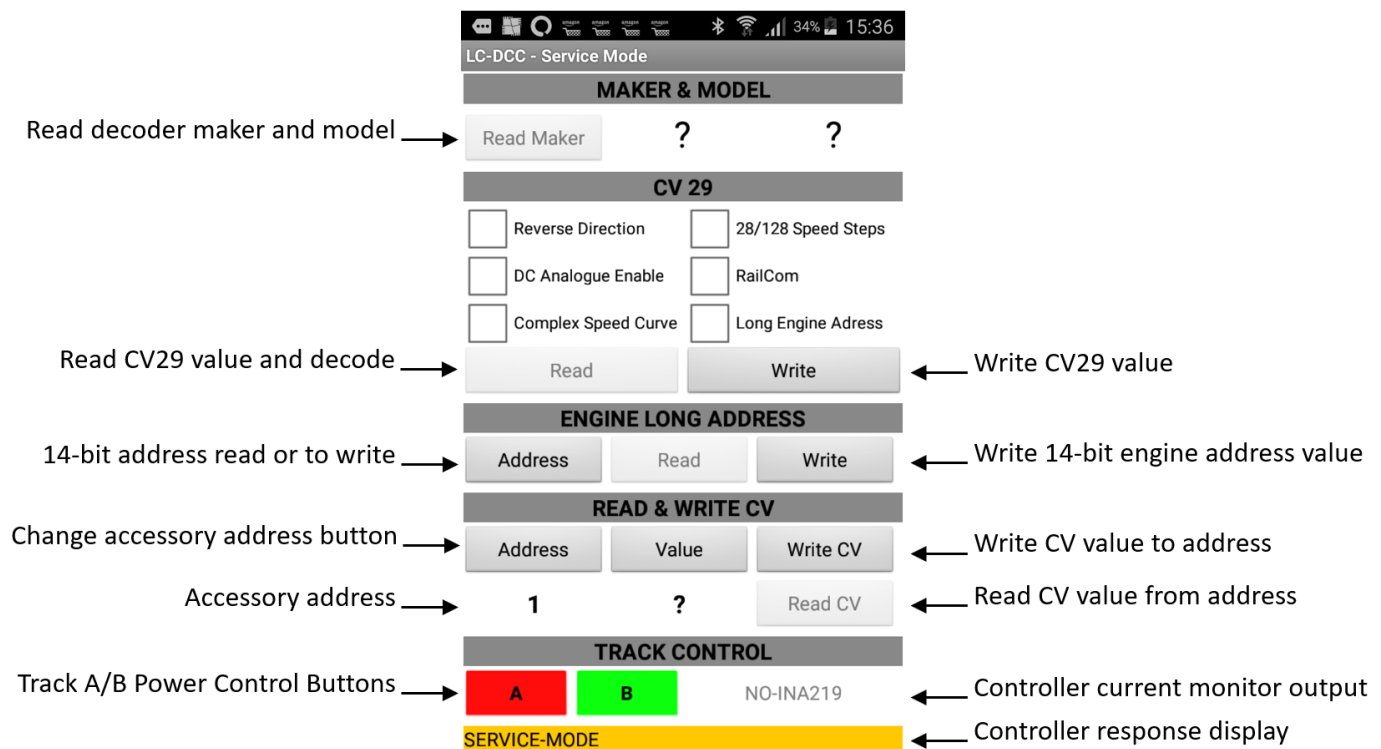 34% 15:36
LC-DCC - Service Mode
MAKER & MODEL
Read decoder maker and model Read Maker ? ?
CV 29
Reverse Direction 28/128 Speed Steps
DC Analogue Enable RailCom
Complex Speed Curve Long Engine Adress
Read CV29 value and decode Read Write Write CV29 value
ENGINE LONG ADDRESS
14-bit address read or to write Address Read Write Write 14-bit engine address value
READ & WRITE CV
Change accessory address button Address Value Write CV Write CV value to address
Accessory address 1 ? Read CV Read CV value from address
TRACK CONTROL
Track A/B Power Control Buttons A B NO-INA219 Controller current monitor output
SERVICE-MODE Controller response display